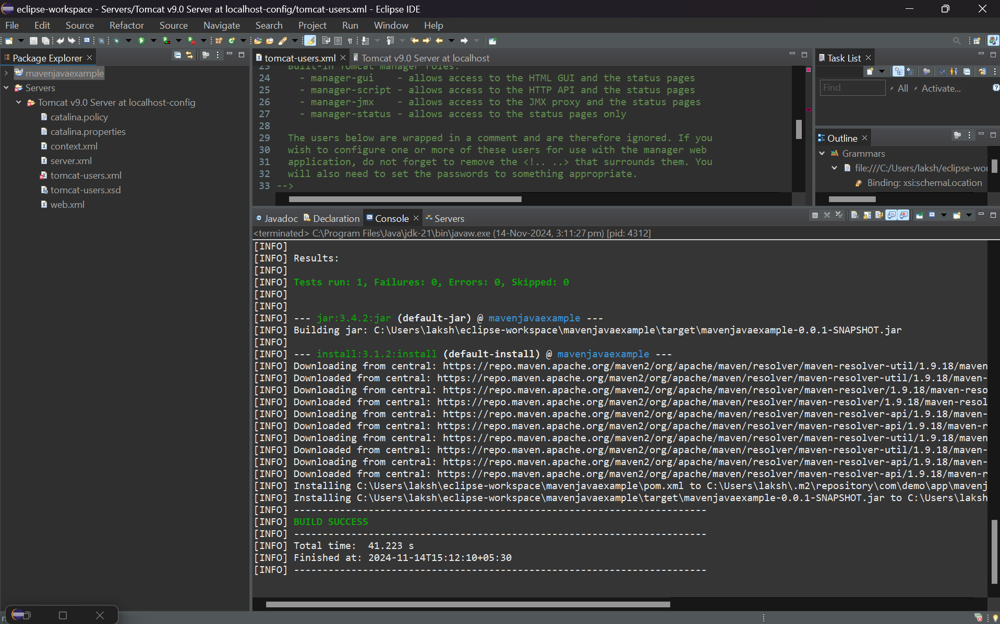 eclipse-workspace - Servers/Tomcat v9.0 Server at localhost-config/tomcat-users.xml - Eclipse IDE
File Edit Source Refactor Source Navigate Search Project Run Window Help
Package Explorer
mavenjavaexample
Servers
Tomcat v9.0 Server at localhost-config
catalina.policy
catalina.properties
context.xml
server.xml
tomcat-users.xml
tomcat-users.xsd
web.xml
tomcat-users.xml Tomcat v9.0 Server at localhost
23 Built-in Tomcat manager roles:
24 - manager-gui - allows access to the HTML GUI and the status pages
25 - manager-script - allows access to the HTTP API and the status pages
26 - manager-jmx - allows access to the JMX proxy and the status pages
27 - manager-status - allows access to the status pages only
28
29 The users below are wrapped in a comment and are therefore ignored. If you
30 wish to configure one or more of these users for use with the manager web
31 application, do not forget to remove the <!.. ..> that surrounds them. You
32 will also need to set the passwords to something appropriate.
33 -->
Task List
Find All Activate...
Outline
Grammars
file:///C:/Users/laksh/eclipse-wor
Binding: xsi:schemaLocation
Javadoc Declaration Console Servers
<terminated> C:\Program Files\Java\jdk-21\bin\javaw.exe (14-Nov-2024, 3:11:27 pm) [pid: 4312]
[INFO]
[INFO] Results:
[INFO]
[INFO] Tests run: 1, Failures: 0, Errors: 0, Skipped: 0
[INFO]
[INFO]
[INFO] --- jar:3.4.2:jar (default-jar) @ mavenjavaexample ---
[INFO] Building jar: C:\Users\laksh\eclipse-workspace\mavenjavaexample\target\mavenjavaexample-0.0.1-SNAPSHOT.jar
[INFO]
[INFO] --- install:3.1.2:install (default-install) @ mavenjavaexample ---
[INFO] Downloading from central: https://repo.maven.apache.org/maven2/org/apache/maven/resolver/maven-resolver-util/1.9.18/maven
[INFO] Downloaded from central: https://repo.maven.apache.org/maven2/org/apache/maven/resolver/maven-resolver-util/1.9.18/maven-
[INFO] Downloading from central: https://repo.maven.apache.org/maven2/org/apache/maven/resolver/maven-resolver/1.9.18/maven-reso
[INFO] Downloaded from central: https://repo.maven.apache.org/maven2/org/apache/maven/resolver/maven-resolver/1.9.18/maven-resol
[INFO] Downloading from central: https://repo.maven.apache.org/maven2/org/apache/maven/resolver/maven-resolver-api/1.9.18/maven-
[INFO] Downloaded from central: https://repo.maven.apache.org/maven2/org/apache/maven/resolver/maven-resolver-api/1.9.18/maven-r
[INFO] Downloading from central: https://repo.maven.apache.org/maven2/org/apache/maven/resolver/maven-resolver-util/1.9.18/maven
[INFO] Downloaded from central: https://repo.maven.apache.org/maven2/org/apache/maven/resolver/maven-resolver-util/1.9.18/maven-
[INFO] Downloading from central: https://repo.maven.apache.org/maven2/org/apache/maven/resolver/maven-resolver-api/1.9.18/maven-
[INFO] Downloaded from central: https://repo.maven.apache.org/maven2/org/apache/maven/resolver/maven-resolver-api/1.9.18/maven-r
[INFO] Installing C:\Users\laksh\eclipse-workspace\mavenjavaexample\pom.xml to C:\Users\laksh\.m2\repository\com\demo\app\mavenj
[INFO] Installing C:\Users\laksh\eclipse-workspace\mavenjavaexample\target\mavenjavaexample-0.0.1-SNAPSHOT.jar to C:\Users\laksh
[INFO] ------------------------------------------------------------------------
[INFO] BUILD SUCCESS
[INFO] ------------------------------------------------------------------------
[INFO] Total time:  41.223 s
[INFO] Finished at: 2024-11-14T15:12:10+05:30
[INFO] ------------------------------------------------------------------------